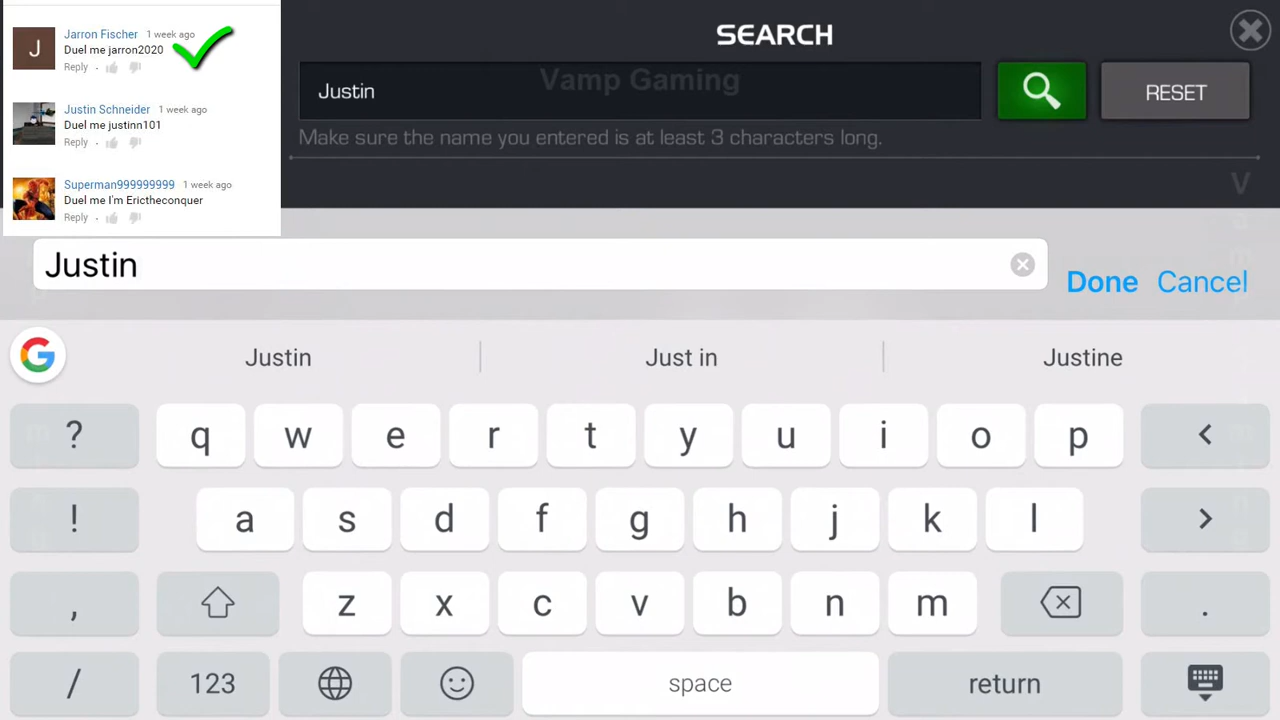 J
Jarron Fischer 1 week ago
Duel me jarron2020
Reply
Justin Schneider 1 week ago
Duel me justinn101
Reply
Superman999999999 1 week ago
Duel me I'm Erictheconquer
Reply
SEARCH
Vamp Gaming
Justin
RESET
Make sure the name you entered is at least 3 characters long.
Justin
Done Cancel
G
Justin Just in Justine
? q w e r t y u i o p <
! a s d f g h j k l >
, z x c v b n m .
/ 123 space return